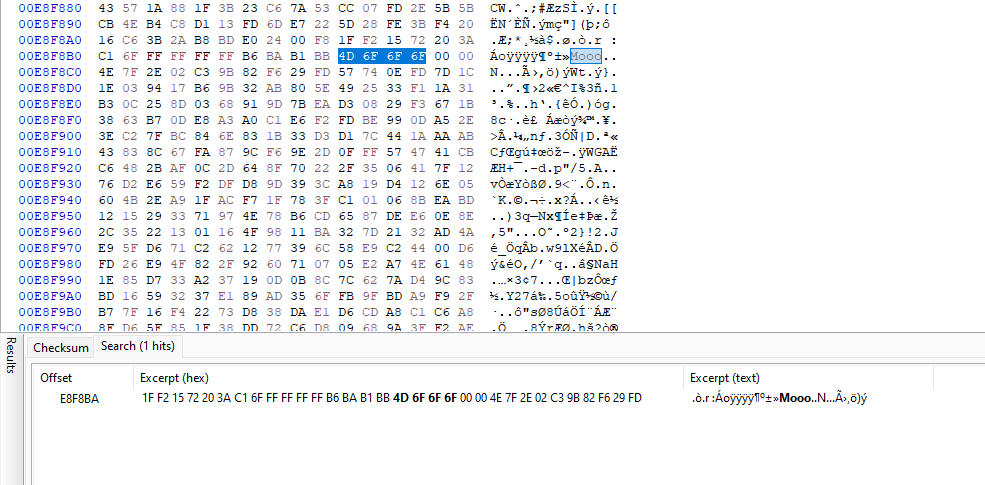 00E8F880 43 57 1A 88 1F 3B 23 C6 7A 53 CC 07 FD 2E 5B 5B CW.ˆ.;#ÆzSÌ.ý.[[
00E8F890 CB 4E B4 C8 D1 13 FD 6D E7 22 5D 28 FE 3B F4 20 ËN´ÈÑ.ýmç"](þ;ô
00E8F8A0 16 C6 3B 2A B8 BD E0 24 00 F8 1F F2 15 72 20 3A .Æ;*¸½à$.ø.ò.r :
00E8F8B0 C1 6F FF FF FF FF B6 BA B1 BB 4D 6F 6F 6F 00 00 Áoÿÿÿÿ¶º±»Mooo..
00E8F8C0 4E 7F 2E 02 C3 9B 82 F6 29 FD 57 74 0E FD 7D 1C N...Ã›‚ö)ýWt.ý}.
00E8F8D0 1E 03 94 17 B6 9B 32 AB 80 5E 49 25 33 F1 1A 31 ..”.¶›2«€^I%3ñ.1
00E8F8E0 B3 0C 25 8D 03 68 91 9D 7B EA D3 08 29 F3 67 1B ³.%..h‘.{êÓ.)óg.
00E8F8F0 38 63 B7 0D E8 A3 A0 C1 E6 F2 FD BE 99 0D A5 2E 8c·.è£ Áæòý¾™.¥.
00E8F900 3E C2 7F BC 84 6E 83 1B 33 D3 D1 7C 44 1A AA AB >Â.¼„nƒ.3ÓÑ|D.ª«
00E8F910 43 83 8C 67 FA 87 9C F6 9E 2D 0F FF 57 47 41 CB CƒŒgú‡œöž-.ÿWGAË
00E8F920 C6 48 2B AF 0C 2D 64 8F 70 22 2F 35 06 41 7F 12 ÆH+¯.-d.p"/5.A..
00E8F930 76 D2 E6 59 F2 DF D8 9D 39 3C A8 19 D4 12 6E 05 vÒæYòßØ.9<¨.Ô.n.
00E8F940 60 4B 2E A9 1F AC F7 1F 78 3F C1 01 06 8B EA BD `K.©.¬÷.x?Á..‹ê½
00E8F950 12 15 29 33 71 97 4E 78 B6 CD 65 87 DE E6 0E 8E ..)3q—Nx¶Íe‡Þæ.Ž
00E8F960 2C 35 22 13 01 16 4F 98 11 BA 32 7D 21 32 AD 4A ,5"...O˜.º2}!2.J
00E8F970 E9 5F D6 71 C2 62 12 77 39 6C 58 E9 C2 44 00 D6 é_ÖqÂb.w9lXéÂD.Ö
00E8F980 FD 26 E9 4F 82 2F 92 60 71 07 05 E2 A7 4E 61 48 ý&éO‚/’`q..â§NaH
00E8F990 1E 85 D7 33 A2 37 19 0D 0B 8C 7C 62 7A D4 9C 83 .…×3¢7...Œ|bzÔœƒ
00E8F9A0 BD 16 59 32 37 E1 89 AD 35 6F FB 9F BD A9 F9 2F ½.Y27á‰.5oûŸ½©ù/
00E8F9B0 B7 7F 16 F4 22 73 D8 38 DA E1 D6 CD A8 C1 C6 A8 ·..ô"sØ8ÚáÖÍ¨ÁÆ¨
00E8F9C0 8F D6 5F 85 1F 38 DD 72 C6 D8 09 68 9A 3F F2 AE
Results
Checksum Search (1 hits)
Offset Excerpt (hex) Excerpt (text)
E8F8BA 1F F2 15 72 20 3A C1 6F FF FF FF FF B6 BA B1 BB 4D 6F 6F 6F 00 00 4E 7F 2E 02 C3 9B 82 F6 29 FD .ò.r :Áoÿÿÿÿ¶º±»Mooo..N...Ã›‚ö)ý